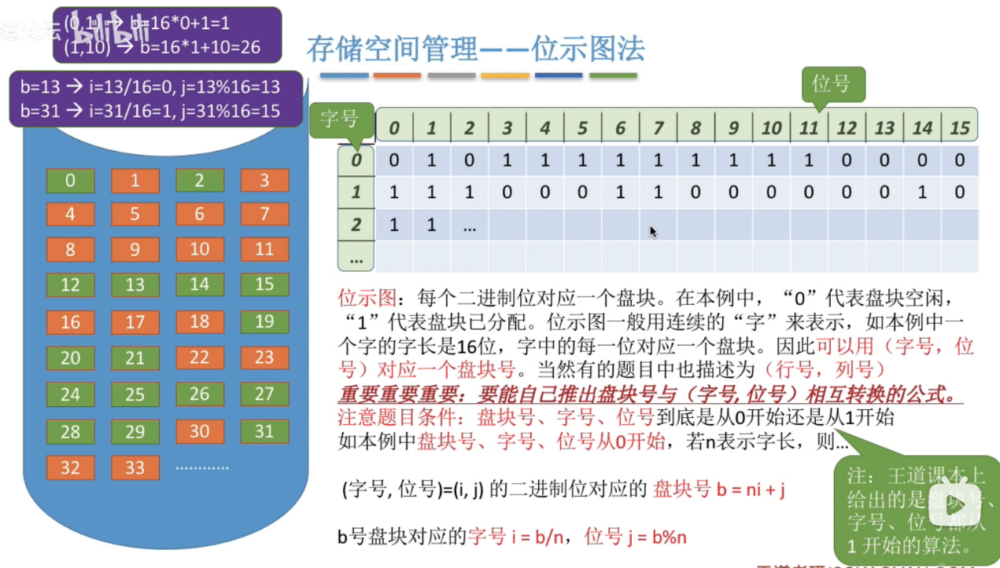 (0,1) → b=16*0+1=1
(1,10) → b=16*1+10=26
bilibili
存储空间管理——位示图法
b=13 → i=13/16=0, j=13%16=13
b=31 → i=31/16=1, j=31%16=15
位号
字号
0 1 2 3 4 5 6 7 8 9 10 11 12 13 14 15
0 0 1 0 1 1 1 1 1 1 1 1 1 0 0 0 0
1 1 1 1 0 0 0 1 1 0 0 0 0 0 0 1 0
2 1 1 ...
...
0 1 2 3
4 5 6 7
8 9 10 11
12 13 14 15
16 17 18 19
20 21 22 23
24 25 26 27
28 29 30 31
32 33 …………
位示图：每个二进制位对应一个盘块。在本例中，“0”代表盘块空闲，
“1”代表盘块已分配。位示图一般用连续的“字”来表示，如本例中一
个字的字长是16位，字中的每一位对应一个盘块。因此可以用（字号，位
号）对应一个盘块号。当然有的题目中也描述为（行号，列号）
重要重要重要：要能自己推出盘块号与（字号,位号）相互转换的公式。
注意题目条件：盘块号、字号、位号到底是从0开始还是从1开始
如本例中盘块号、字号、位号从0开始，若n表示字长，则...
(字号, 位号)=(i, j) 的二进制位对应的 盘块号 b = ni + j
b号盘块对应的字号 i = b/n，位号 j = b%n
注：王道课本上
给出的是盘块号、
字号、位号都从
1 开始的算法。